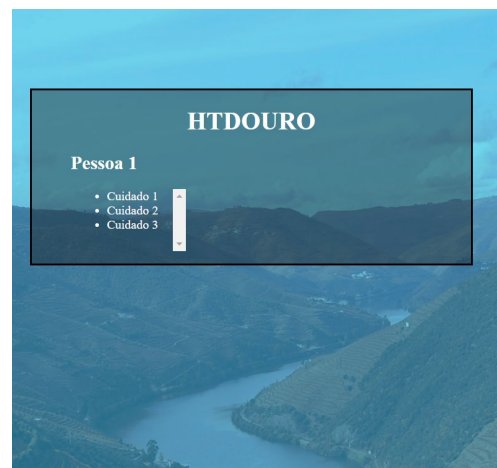 HTDOURO
Pessoa 1
Cuidado 1
Cuidado 2
Cuidado 3